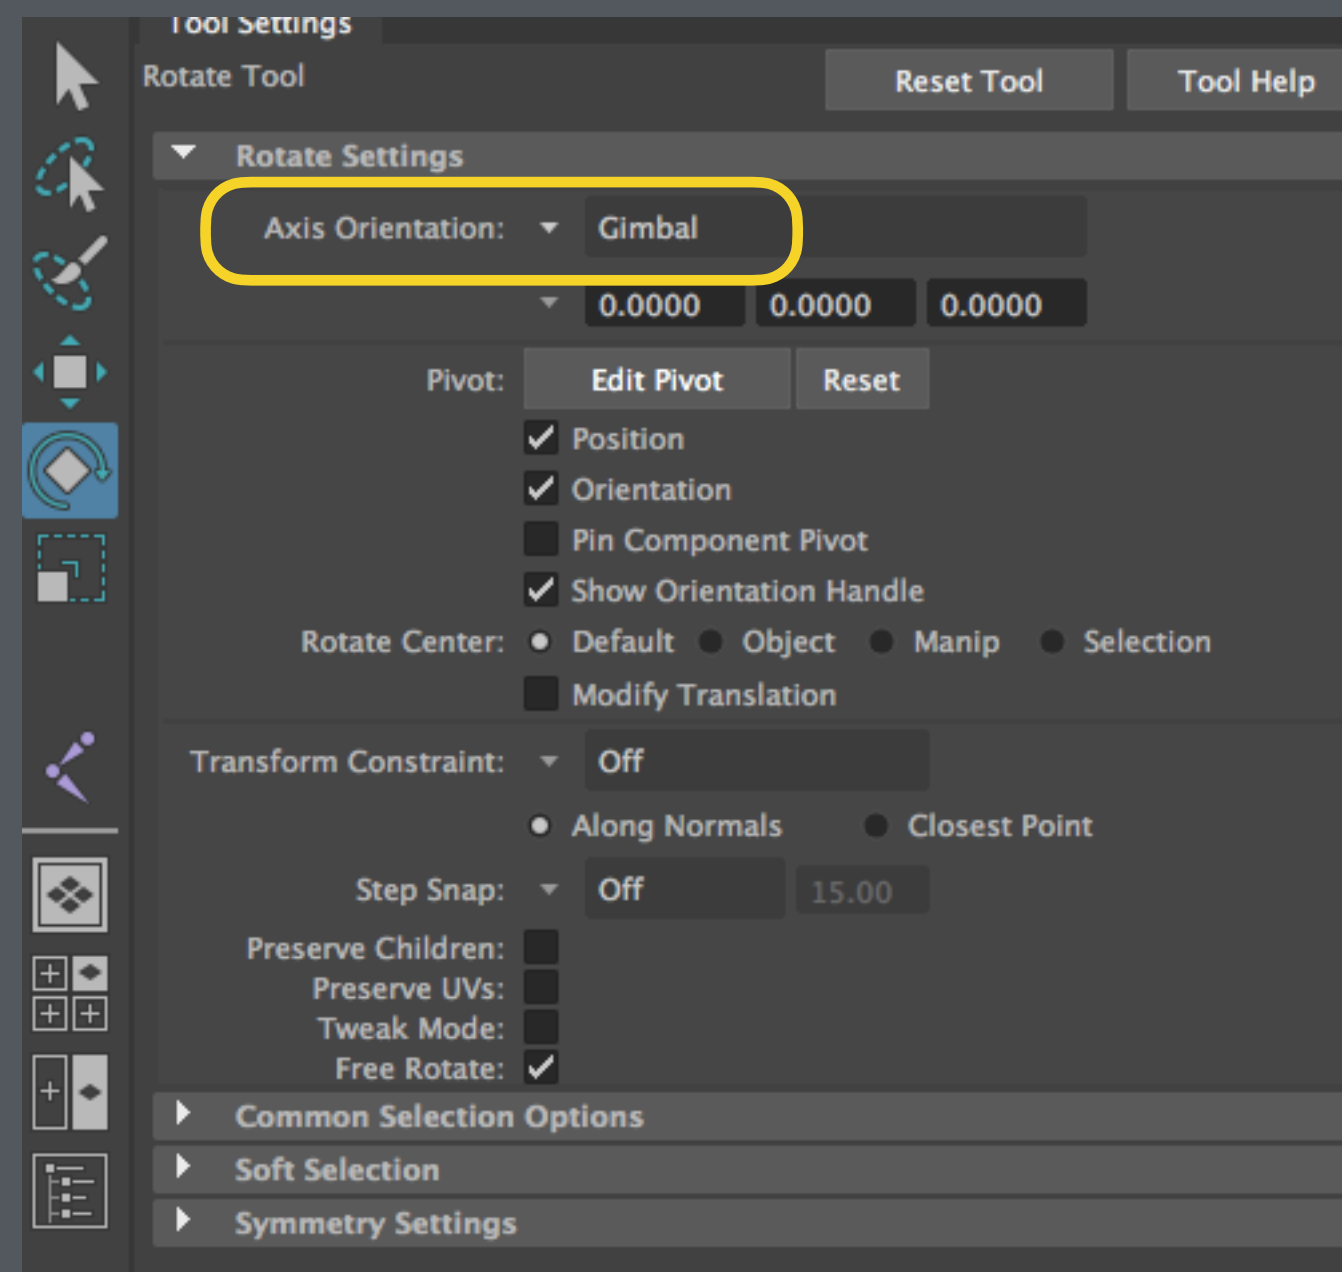 Tool Settings
Rotate Tool
Reset Tool
Tool Help
Rotate Settings
Axis Orientation: Gimbal
0.0000 0.0000 0.0000
Pivot: Edit Pivot Reset
Position
Orientation
Pin Component Pivot
Show Orientation Handle
Rotate Center: Default Object Manip Selection
Modify Translation
Transform Constraint: Off
Along Normals Closest Point
Step Snap: Off 15.00
Preserve Children:
Preserve UVs:
Tweak Mode:
Free Rotate:
Common Selection Options
Soft Selection
Symmetry Settings